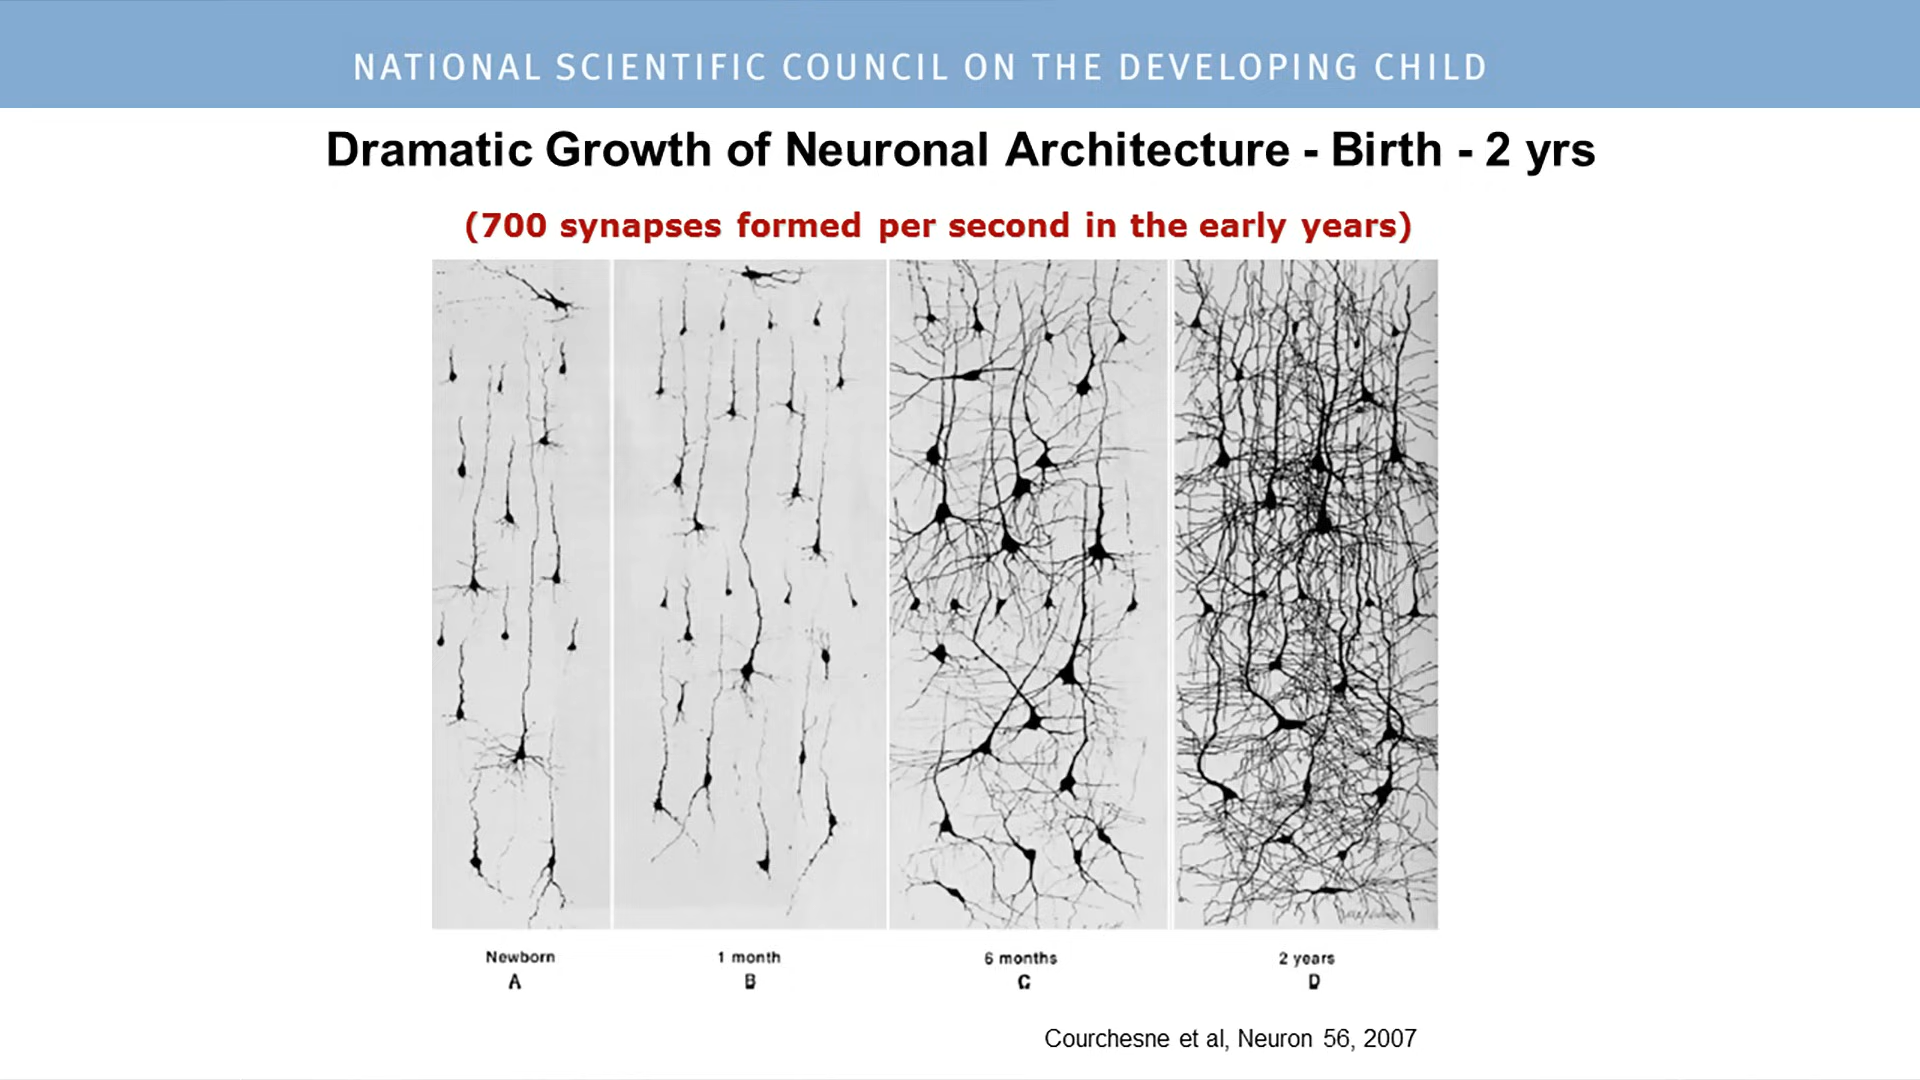 NATIONAL SCIENTIFIC COUNCIL ON THE DEVELOPING CHILD
Dramatic Growth of Neuronal Architecture - Birth - 2 yrs
(700 synapses formed per second in the early years)
Newborn
A
1 month
B
6 months
C
2 years
D
Courchesne et al, Neuron 56, 2007